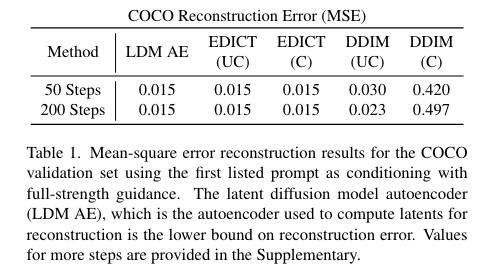 COCO Reconstruction Error (MSE)
Method LDM AE EDICT (UC) EDICT (C) DDIM (UC) DDIM (C)
50 Steps 0.015 0.015 0.015 0.030 0.420
200 Steps 0.015 0.015 0.015 0.023 0.497
Table 1. Mean-square error reconstruction results for the COCO
validation set using the first listed prompt as conditioning with
full-strength guidance. The latent diffusion model autoencoder
(LDM AE), which is the autoencoder used to compute latents for
reconstruction is the lower bound on reconstruction error. Values
for more steps are provided in the Supplementary.